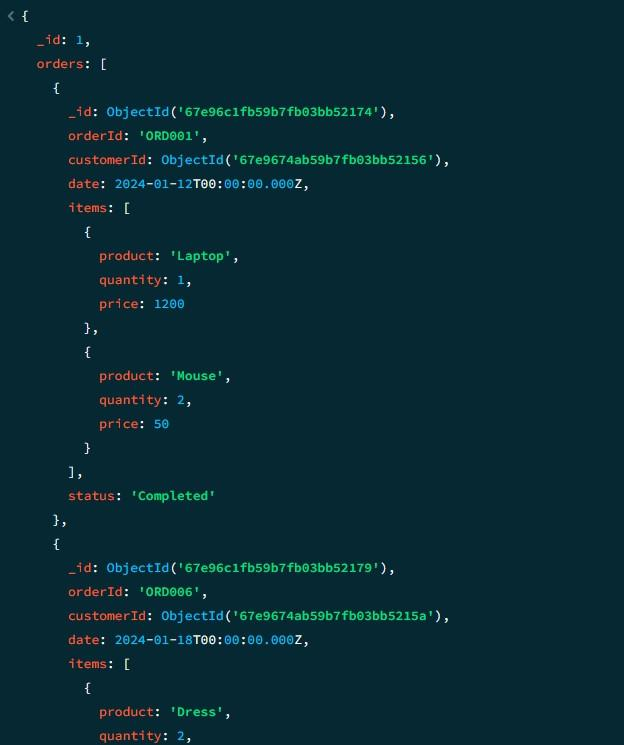 {
_id: 1,
orders: [
{
_id: ObjectId('67e96c1fb59b7fb03bb52174'),
orderId: 'ORD001',
customerId: ObjectId('67e9674ab59b7fb03bb52156'),
date: 2024-01-12T00:00:00.000Z,
items: [
{
product: 'Laptop',
quantity: 1,
price: 1200
},
{
product: 'Mouse',
quantity: 2,
price: 50
}
],
status: 'Completed'
},
{
_id: ObjectId('67e96c1fb59b7fb03bb52179'),
orderId: 'ORD006',
customerId: ObjectId('67e9674ab59b7fb03bb5215a'),
date: 2024-01-18T00:00:00.000Z,
items: [
{
product: 'Dress',
quantity: 2,